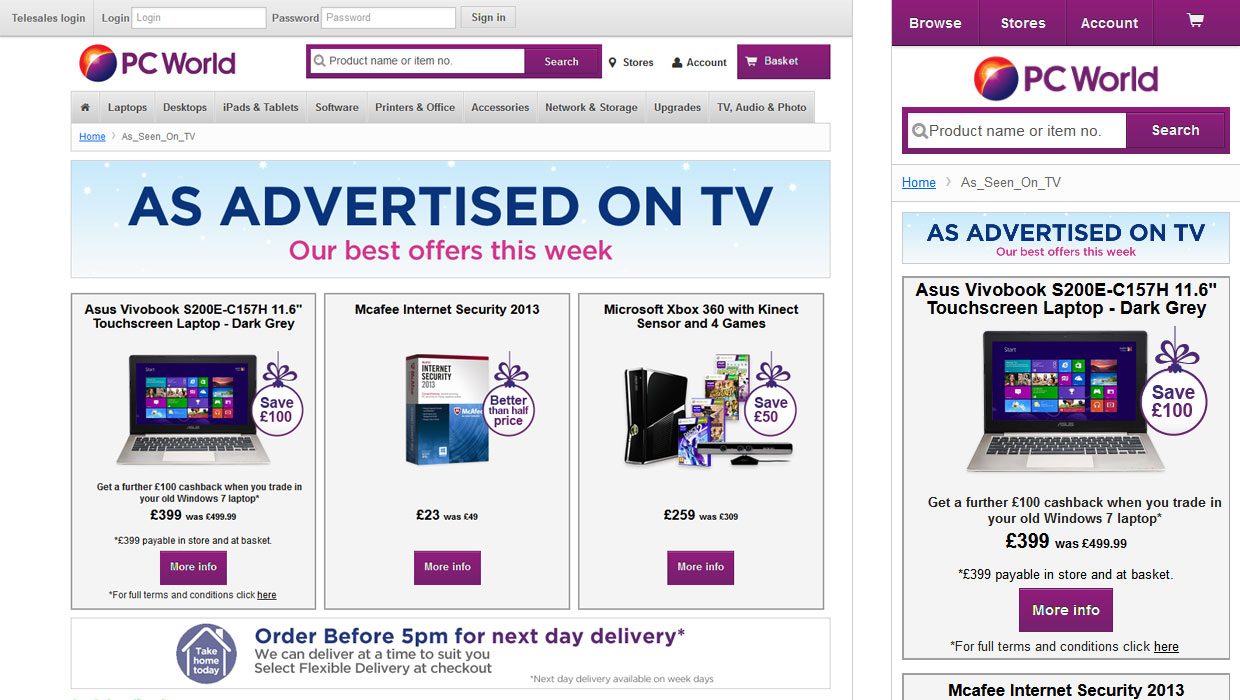 Telesales login
Login
Login
Password
Password
Sign in
PC World
Product name or item no.
Search
Stores
Account
Basket
Laptops
Desktops
iPads & Tablets
Software
Printers & Office
Accessories
Network & Storage
Upgrades
TV, Audio & Photo
Home
As_Seen_On_TV
AS ADVERTISED ON TV
Our best offers this week
Asus Vivobook S200E-C157H 11.6"
Touchscreen Laptop - Dark Grey
Start
ASUS
Save
£100
Get a further £100 cashback when you trade in
your old Windows 7 laptop*
£399 was £499.99
*£399 payable in store and at basket.
More info
*For full terms and conditions click here
Mcafee Internet Security 2013
INTERNET
SECURITY
2013
McAfee
Better
than half
price
£23 was £49
More info
Microsoft Xbox 360 with Kinect
Sensor and 4 Games
Save
£50
£259 was £309
More info
Take
home
today
Order Before 5pm for next day delivery*
We can deliver at a time to suit you
Select Flexible Delivery at checkout
*Next day delivery available on week days
Browse
Stores
Account
PC World
Product name or item no.
Search
Home
As_Seen_On_TV
AS ADVERTISED ON TV
Our best offers this week
Asus Vivobook S200E-C157H 11.6"
Touchscreen Laptop - Dark Grey
Start
ASUS
Save
£100
Get a further £100 cashback when you trade in
your old Windows 7 laptop*
£399 was £499.99
*£399 payable in store and at basket.
More info
*For full terms and conditions click here
Mcafee Internet Security 2013